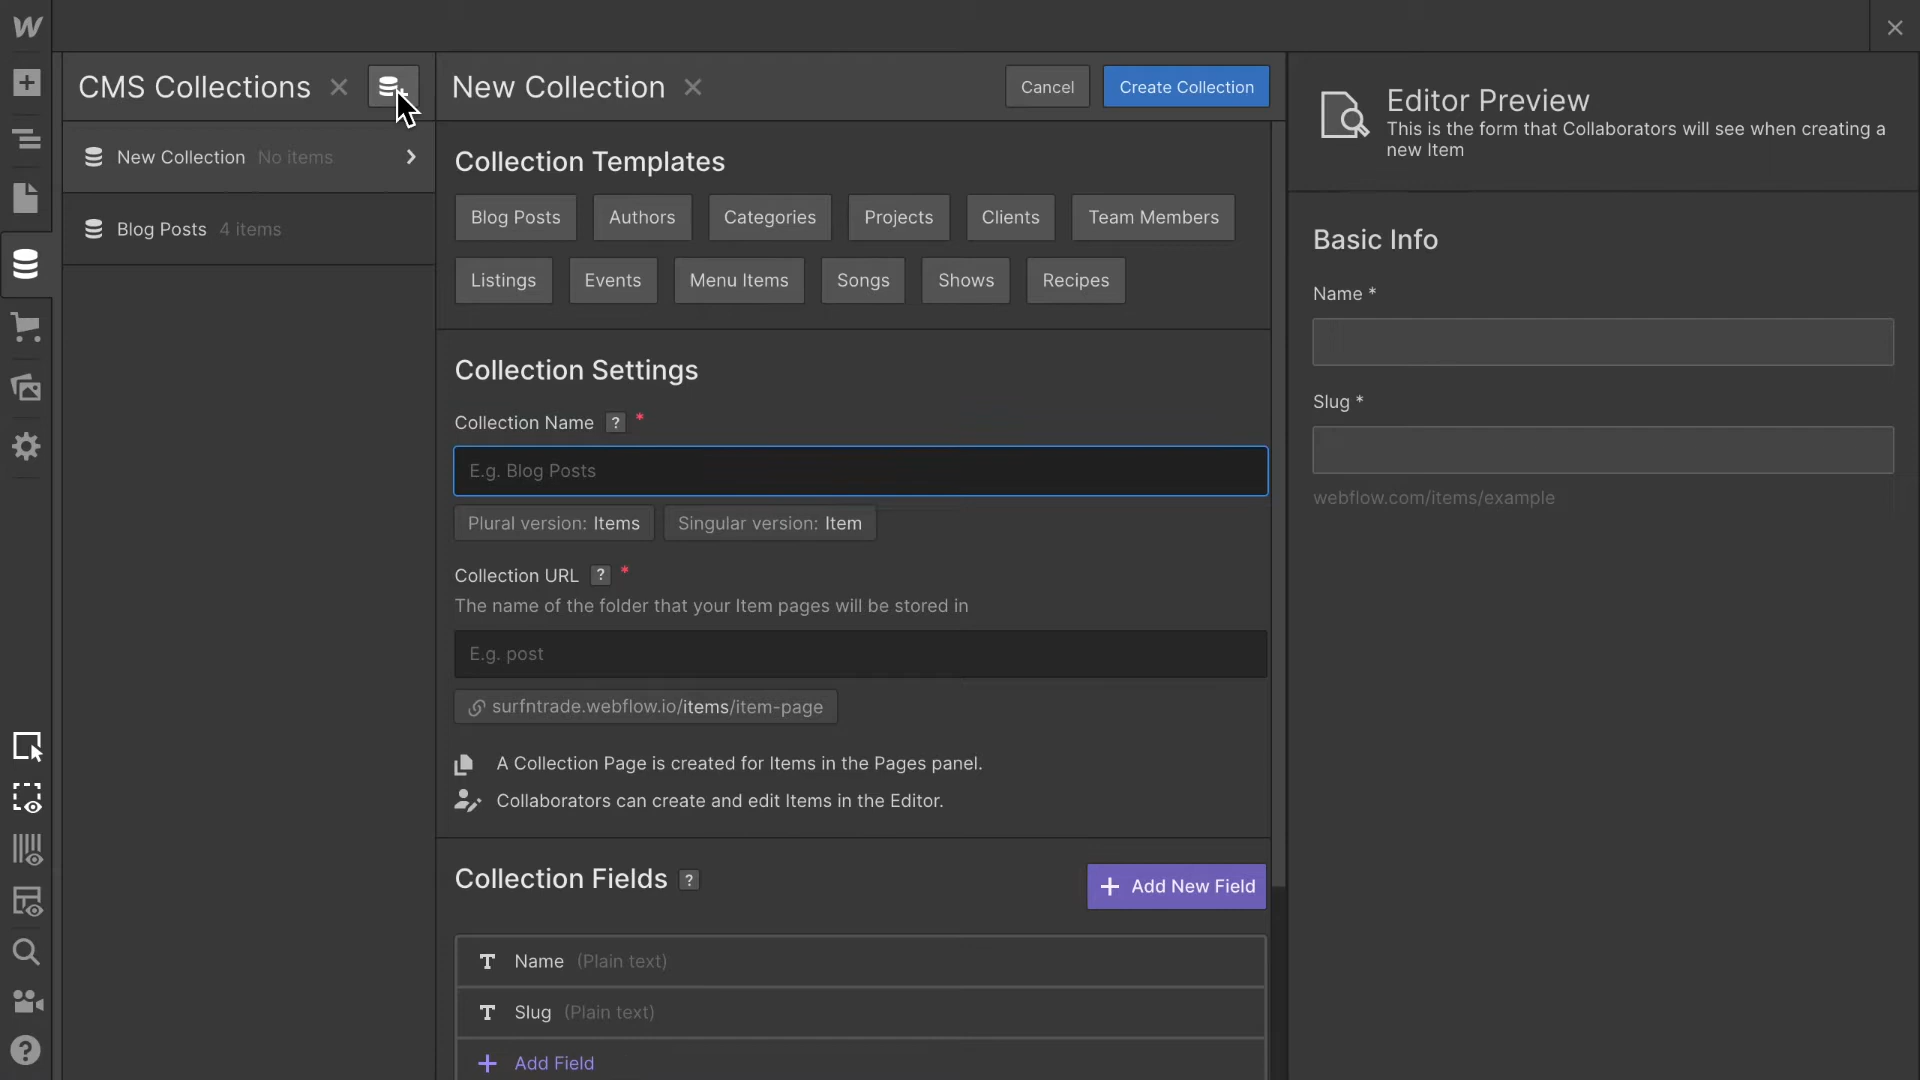 CMS Collections
New Collection No items
Blog Posts 4 items
New Collection
Cancel
Create Collection
Collection Templates
Blog Posts
Authors
Categories
Projects
Clients
Team Members
Listings
Events
Menu Items
Songs
Shows
Recipes
Collection Settings
Collection Name ? *
E.g. Blog Posts
Plural version: Items
Singular version: Item
Collection URL ? *
The name of the folder that your Item pages will be stored in
E.g. post
surfntrade.webflow.io/items/item-page
A Collection Page is created for Items in the Pages panel.
Collaborators can create and edit Items in the Editor.
Collection Fields ?
+ Add New Field
T Name (Plain text)
T Slug (Plain text)
+ Add Field
Editor Preview
This is the form that Collaborators will see when creating a
new Item
Basic Info
Name *
Slug *
webflow.com/items/example